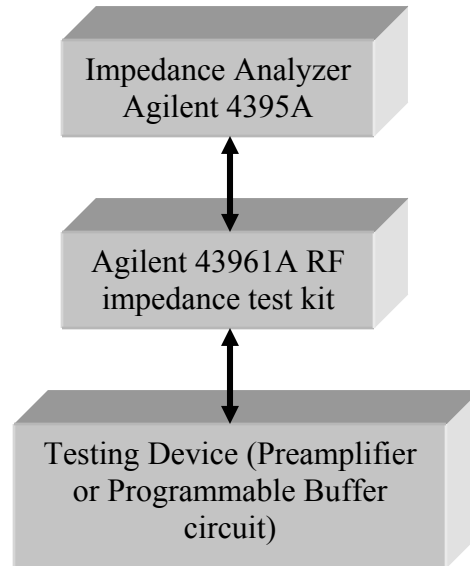 Impedance Analyzer
Agilent 4395A
Agilent 43961A RF
impedance test kit
Testing Device (Preamplifier
or Programmable Buffer
circuit)